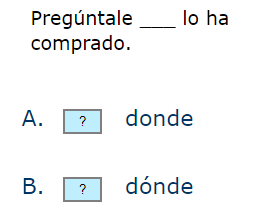 Pregúntale ___ lo ha
comprado.
A. ? donde
B. ? dónde